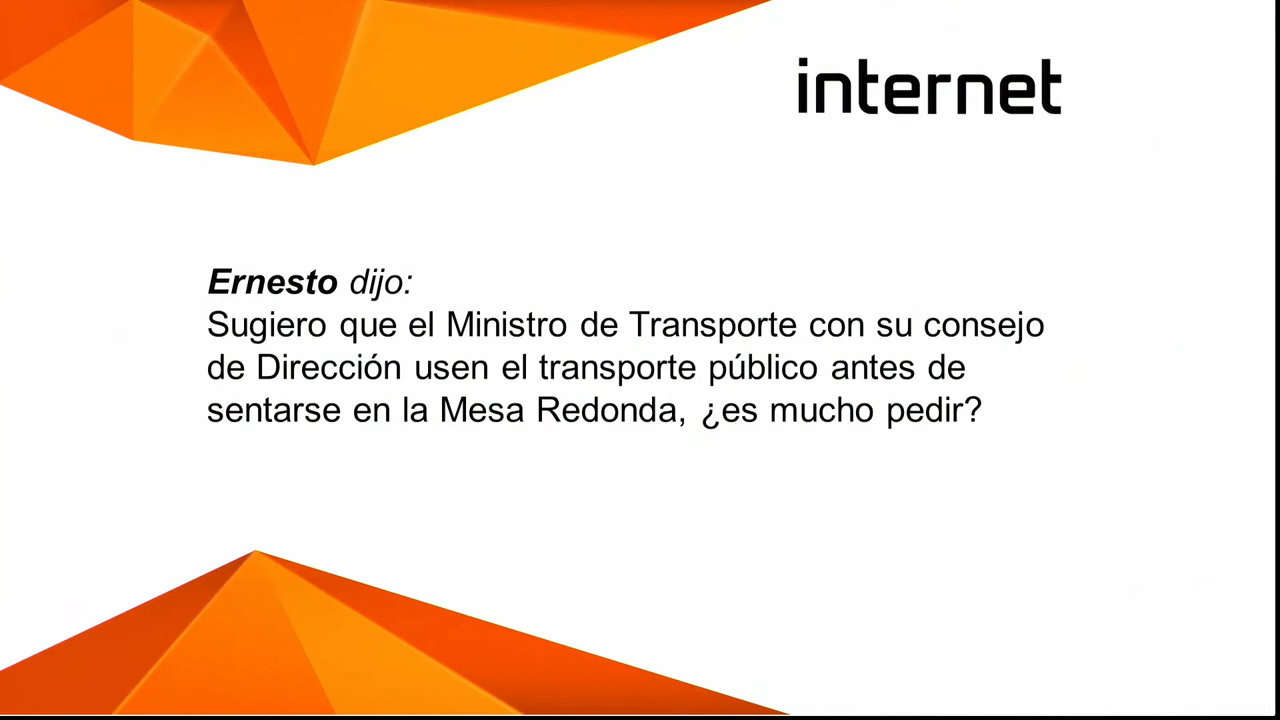 internet
Ernesto dijo:
Sugiero que el Ministro de Transporte con su consejo
de Dirección usen el transporte público antes de
sentarse en la Mesa Redonda, ¿es mucho pedir?